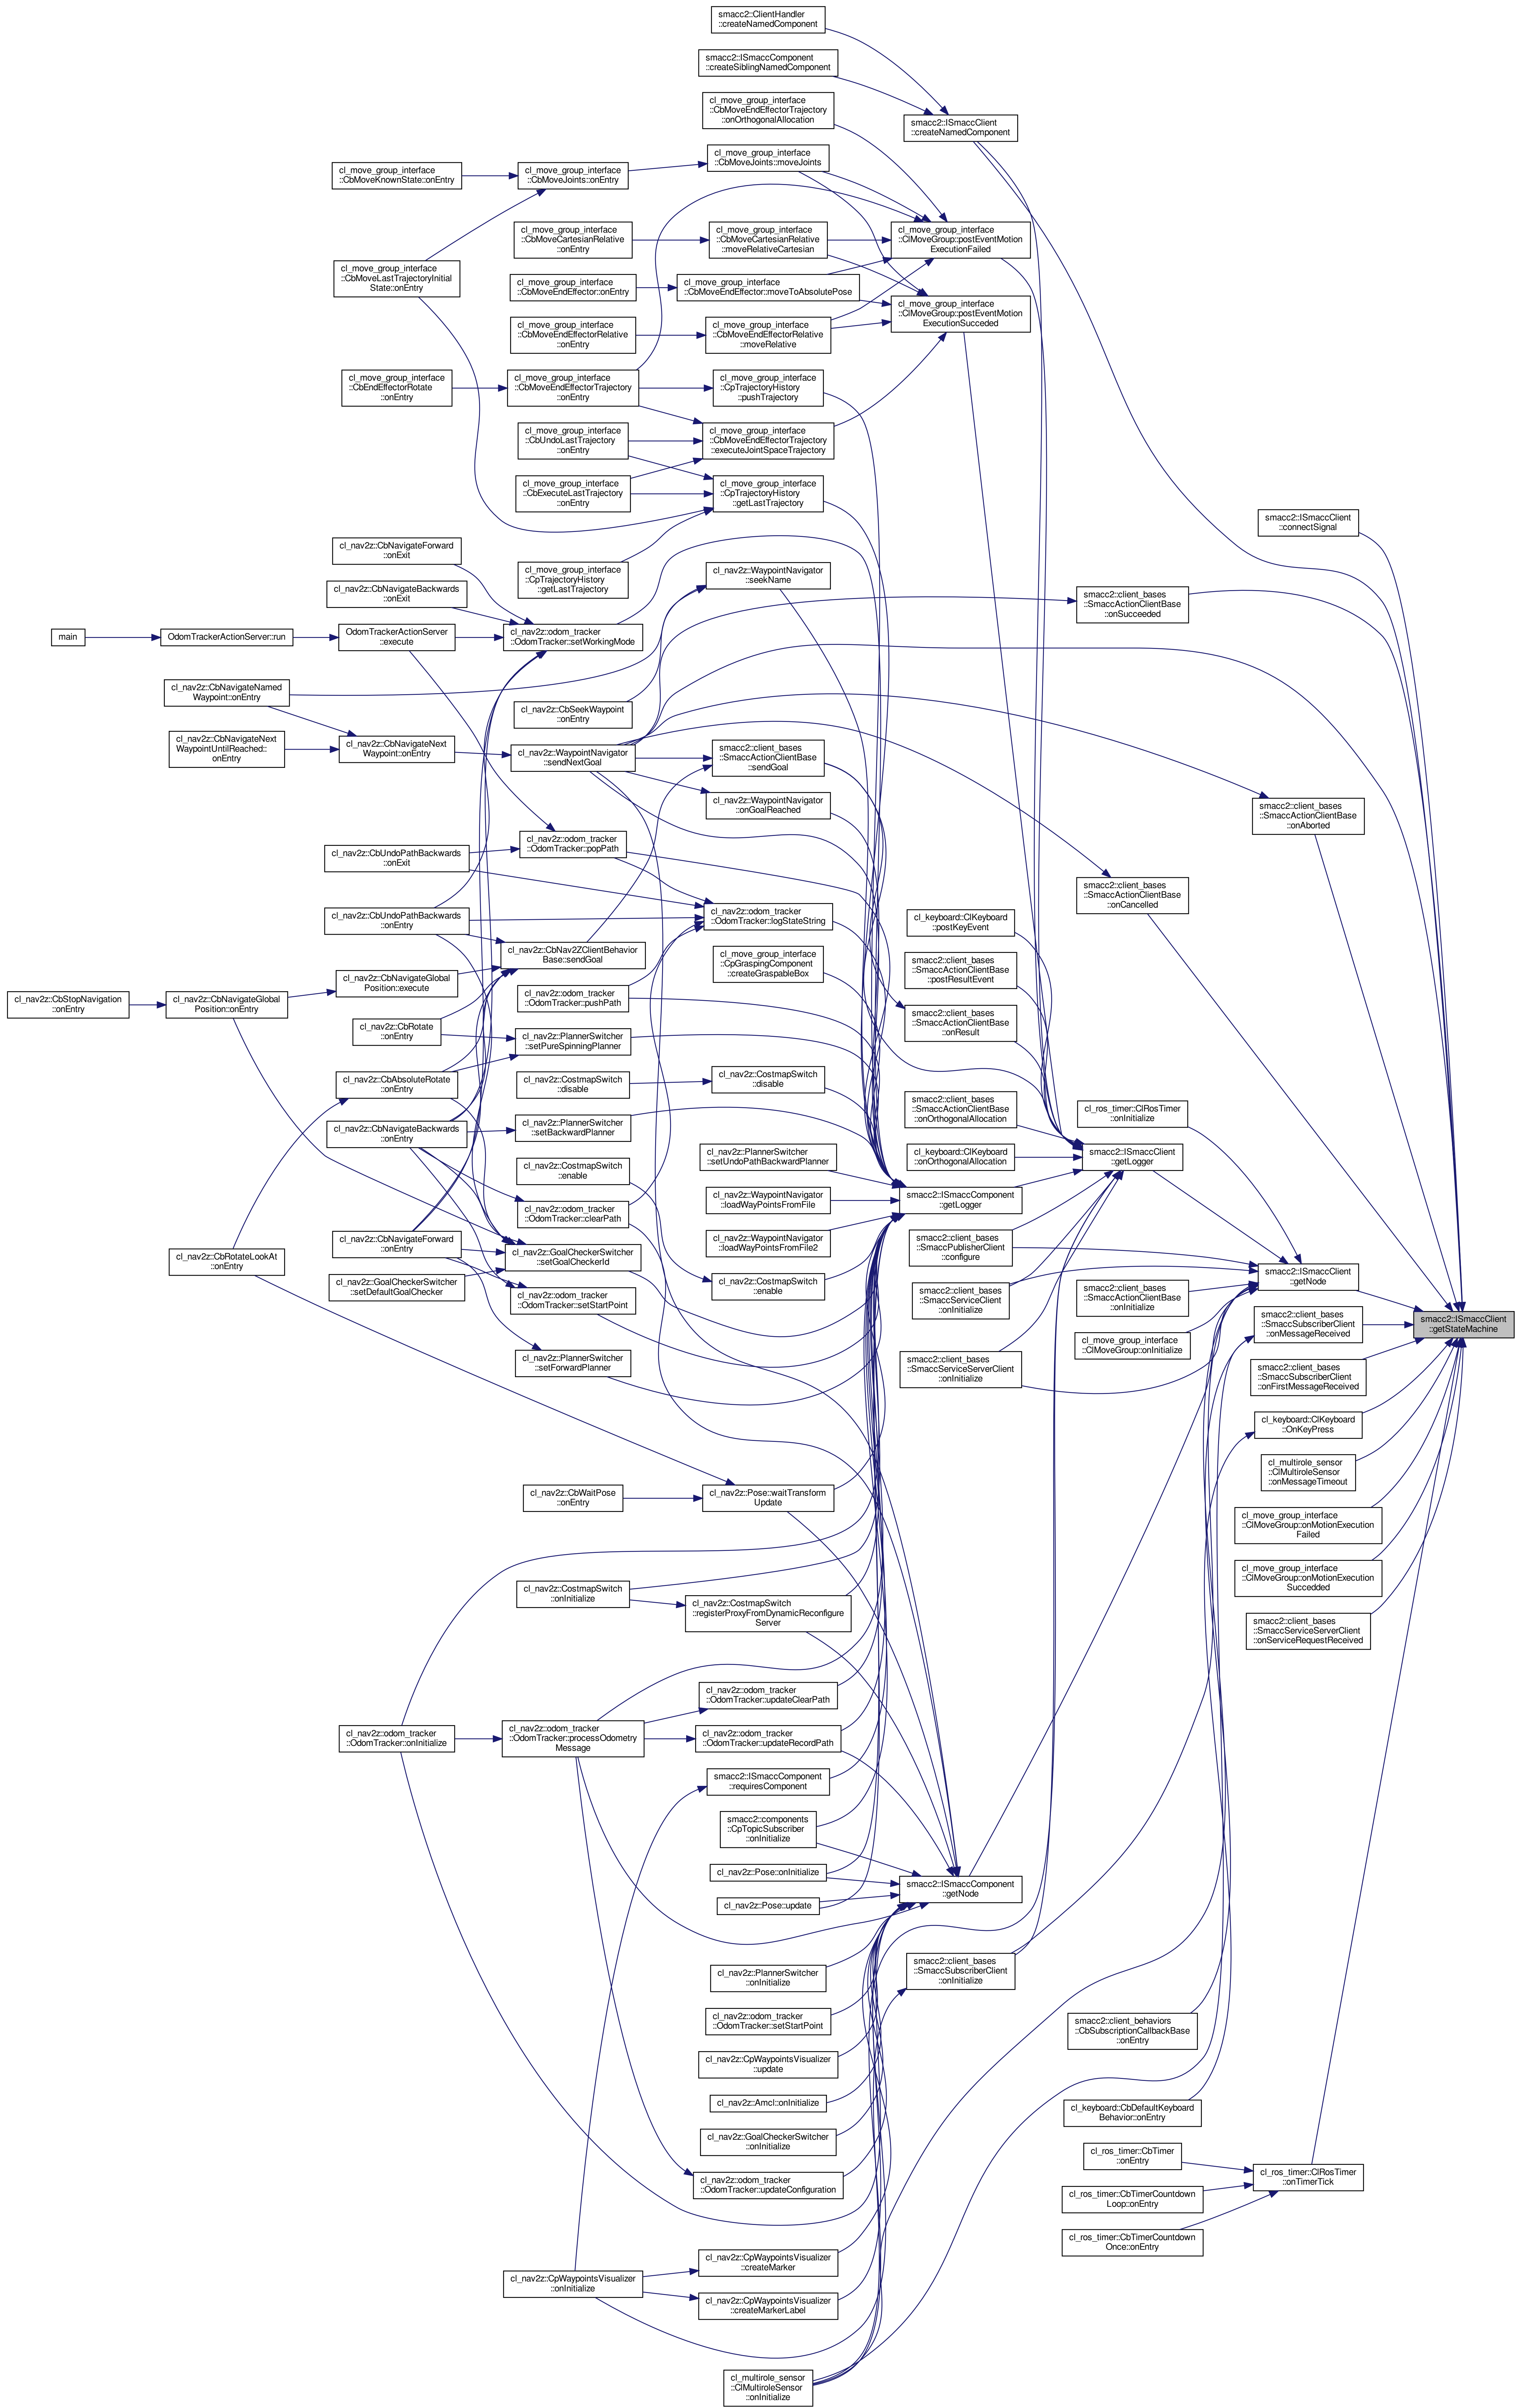 smacc2::ClientHandler
::createNamedComponent
smacc2::ISmaccComponent
::createSiblingNamedComponent
cl_move_group_interface
::CbMoveEndEffectorTrajectory
::onOrthogonalAllocation
smacc2::ISmaccClient
::createNamedComponent
cl_move_group_interface
::CbMoveJoints::moveJoints
cl_move_group_interface
::CbMoveKnownState::onEntry
cl_move_group_interface
::CbMoveJoints::onEntry
cl_move_group_interface
::CbMoveCartesianRelative
::onEntry
cl_move_group_interface
::CbMoveCartesianRelative
::moveRelativeCartesian
cl_move_group_interface
::ClMoveGroup::postEventMotion
ExecutionFailed
cl_move_group_interface
::CbMoveLastTrajectoryInitial
State::onEntry
cl_move_group_interface
::CbMoveEndEffector::onEntry
cl_move_group_interface
::CbMoveEndEffector::moveToAbsolutePose
cl_move_group_interface
::ClMoveGroup::postEventMotion
ExecutionSucceded
cl_move_group_interface
::CbMoveEndEffectorRelative
::onEntry
cl_move_group_interface
::CbMoveEndEffectorRelative
::moveRelative
cl_move_group_interface
::CbEndEffectorRotate
::onEntry
cl_move_group_interface
::CbMoveEndEffectorTrajectory
::onEntry
cl_move_group_interface
::CpTrajectoryHistory
::pushTrajectory
cl_move_group_interface
::CbUndoLastTrajectory
::onEntry
cl_move_group_interface
::CbMoveEndEffectorTrajectory
::executeJointSpaceTrajectory
cl_move_group_interface
::CbExecuteLastTrajectory
::onEntry
cl_move_group_interface
::CpTrajectoryHistory
::getLastTrajectory
smacc2::ISmaccClient
::connectSignal
cl_nav2z::CbNavigateForward
::onExit
cl_move_group_interface
::CpTrajectoryHistory
::getLastTrajectory
cl_nav2z::WaypointNavigator
::seekName
cl_nav2z::CbNavigateBackwards
::onExit
smacc2::client_bases
::SmaccActionClientBase
::onSucceeded
main
OdomTrackerActionServer::run
OdomTrackerActionServer
::execute
cl_nav2z::odom_tracker
::OdomTracker::setWorkingMode
cl_nav2z::CbNavigateNamed
Waypoint::onEntry
cl_nav2z::CbSeekWaypoint
::onEntry
cl_nav2z::CbNavigateNext
WaypointUntilReached::
onEntry
cl_nav2z::CbNavigateNext
Waypoint::onEntry
cl_nav2z::WaypointNavigator
::sendNextGoal
smacc2::client_bases
::SmaccActionClientBase
::sendGoal
cl_nav2z::WaypointNavigator
::onGoalReached
smacc2::client_bases
::SmaccActionClientBase
::onAborted
cl_nav2z::CbUndoPathBackwards
::onExit
cl_nav2z::odom_tracker
::OdomTracker::popPath
smacc2::client_bases
::SmaccActionClientBase
::onCancelled
cl_nav2z::CbUndoPathBackwards
::onEntry
cl_nav2z::odom_tracker
::OdomTracker::logStateString
cl_keyboard::ClKeyboard
::postKeyEvent
cl_nav2z::CbNav2ZClientBehavior
Base::sendGoal
cl_move_group_interface
::CpGraspingComponent
::createGraspableBox
smacc2::client_bases
::SmaccActionClientBase
::postResultEvent
cl_nav2z::CbStopNavigation
::onEntry
cl_nav2z::CbNavigateGlobal
Position::onEntry
cl_nav2z::CbNavigateGlobal
Position::execute
cl_nav2z::odom_tracker
::OdomTracker::pushPath
smacc2::client_bases
::SmaccActionClientBase
::onResult
cl_nav2z::CbRotate
::onEntry
cl_nav2z::PlannerSwitcher
::setPureSpinningPlanner
cl_nav2z::CbAbsoluteRotate
::onEntry
cl_nav2z::CostmapSwitch
::disable
cl_nav2z::CostmapSwitch
::disable
smacc2::client_bases
::SmaccActionClientBase
::onOrthogonalAllocation
cl_ros_timer::ClRosTimer
::onInitialize
cl_nav2z::CbNavigateBackwards
::onEntry
cl_nav2z::PlannerSwitcher
::setBackwardPlanner
cl_nav2z::PlannerSwitcher
::setUndoPathBackwardPlanner
cl_keyboard::ClKeyboard
::onOrthogonalAllocation
smacc2::ISmaccClient
::getLogger
cl_nav2z::CostmapSwitch
::enable
cl_nav2z::WaypointNavigator
::loadWayPointsFromFile
smacc2::ISmaccComponent
::getLogger
cl_nav2z::odom_tracker
::OdomTracker::clearPath
cl_nav2z::WaypointNavigator
::loadWayPointsFromFile2
smacc2::client_bases
::SmaccPublisherClient
::configure
cl_nav2z::CbNavigateForward
::onEntry
cl_nav2z::CbRotateLookAt
::onEntry
cl_nav2z::GoalCheckerSwitcher
::setGoalCheckerId
cl_nav2z::GoalCheckerSwitcher
::setDefaultGoalChecker
cl_nav2z::CostmapSwitch
::enable
smacc2::ISmaccClient
::getNode
cl_nav2z::odom_tracker
::OdomTracker::setStartPoint
smacc2::client_bases
::SmaccServiceClient
::onInitialize
smacc2::client_bases
::SmaccActionClientBase
::onInitialize
smacc2::client_bases
::SmaccSubscriberClient
::onMessageReceived
smacc2::ISmaccClient
::getStateMachine
cl_move_group_interface
::ClMoveGroup::onInitialize
cl_nav2z::PlannerSwitcher
::setForwardPlanner
smacc2::client_bases
::SmaccServiceServerClient
::onInitialize
smacc2::client_bases
::SmaccSubscriberClient
::onFirstMessageReceived
cl_keyboard::ClKeyboard
::OnKeyPress
cl_multirole_sensor
::ClMultiroleSensor
::onMessageTimeout
cl_nav2z::CbWaitPose
::onEntry
cl_nav2z::Pose::waitTransform
Update
cl_move_group_interface
::ClMoveGroup::onMotionExecution
Failed
cl_move_group_interface
::ClMoveGroup::onMotionExecution
Succedded
cl_nav2z::CostmapSwitch
::onInitialize
cl_nav2z::CostmapSwitch
::registerProxyFromDynamicReconfigure
Server
smacc2::client_bases
::SmaccServiceServerClient
::onServiceRequestReceived
cl_nav2z::odom_tracker
::OdomTracker::updateClearPath
cl_nav2z::odom_tracker
::OdomTracker::onInitialize
cl_nav2z::odom_tracker
::OdomTracker::processOdometry
Message
cl_nav2z::odom_tracker
::OdomTracker::updateRecordPath
smacc2::ISmaccComponent
::requiresComponent
smacc2::components
::CpTopicSubscriber
::onInitialize
cl_nav2z::Pose::onInitialize
smacc2::ISmaccComponent
::getNode
cl_nav2z::Pose::update
cl_nav2z::PlannerSwitcher
::onInitialize
smacc2::client_bases
::SmaccSubscriberClient
::onInitialize
cl_nav2z::odom_tracker
::OdomTracker::setStartPoint
smacc2::client_behaviors
::CbSubscriptionCallbackBase
::onEntry
cl_nav2z::CpWaypointsVisualizer
::update
cl_nav2z::Amcl::onInitialize
cl_keyboard::CbDefaultKeyboard
Behavior::onEntry
cl_nav2z::GoalCheckerSwitcher
::onInitialize
cl_ros_timer::CbTimer
::onEntry
cl_nav2z::odom_tracker
::OdomTracker::updateConfiguration
cl_ros_timer::ClRosTimer
::onTimerTick
cl_ros_timer::CbTimerCountdown
Loop::onEntry
cl_ros_timer::CbTimerCountdown
Once::onEntry
cl_nav2z::CpWaypointsVisualizer
::createMarker
cl_nav2z::CpWaypointsVisualizer
::onInitialize
cl_nav2z::CpWaypointsVisualizer
::createMarkerLabel
cl_multirole_sensor
::ClMultiroleSensor
::onInitialize